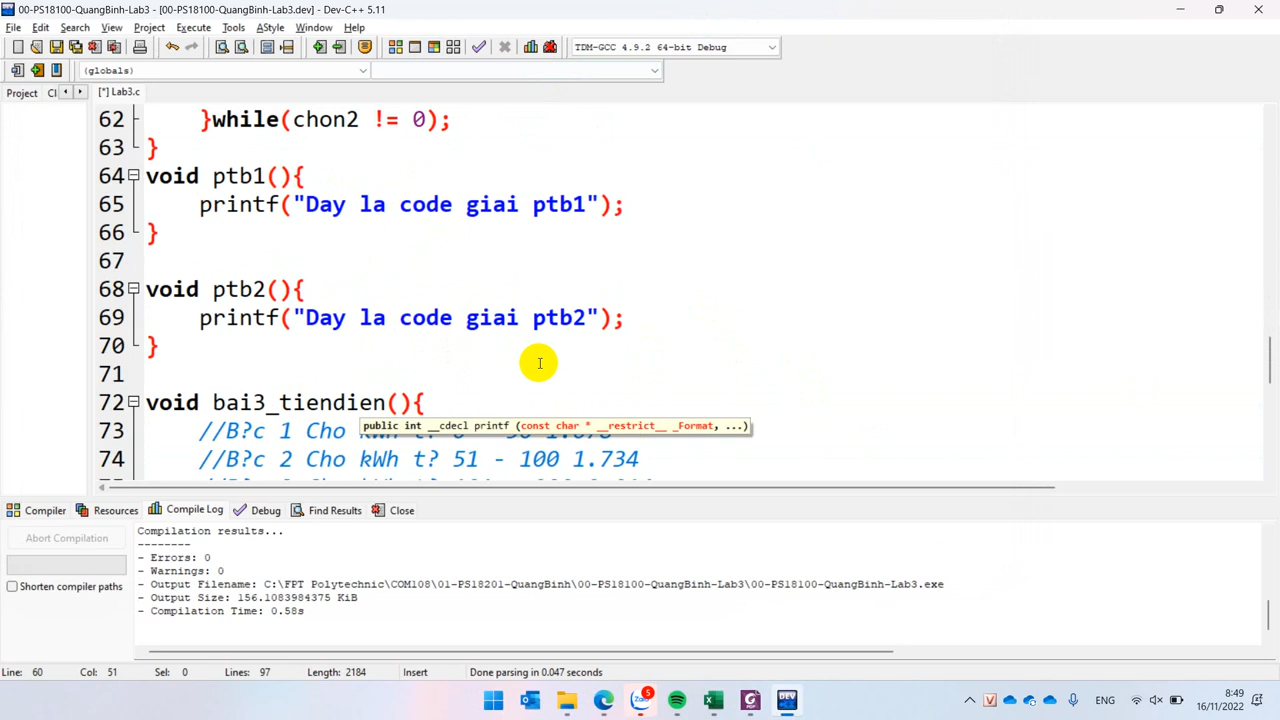 00-PS18100-QuangBinh-Lab3 - [00-PS18100-QuangBinh-Lab3.dev] - Dev-C++ 5.11
File Edit Search View Project Execute Tools AStyle Window Help
TDM-GCC 4.9.2 64-bit Debug
(globals)
Project Cl [*] Lab3.c
62 }while(chon2 != 0);
63 }
64 void ptb1(){
65 printf("Day la code giai ptb1");
66 }
67
68 void ptb2(){
69 printf("Day la code giai ptb2");
70 }
71
72 void bai3_tiendien(){
public int __cdecl printf (const char * __restrict__ _Format, ...)
73 //B?c 1 Cho kWh
74 //B?c 2 Cho kWh t? 51 - 100 1.734
Compiler Resources Compile Log Debug Find Results Close
Abort Compilation
Shorten compiler paths
Compilation results...
--------
- Errors: 0
- Warnings: 0
- Output Filename: C:\FPT Polytechnic\COM108\01-PS18201-QuangBinh\00-PS18100-QuangBinh-Lab3\00-PS18100-QuangBinh-Lab3.exe
- Output Size: 156.1083984375 KiB
- Compilation Time: 0.58s
Line: 60 Col: 51 Sel: 0 Lines: 97 Length: 2184 Insert Done parsing in 0.047 seconds
Zalo 5 DEV
ENG
8:49
16/11/2022